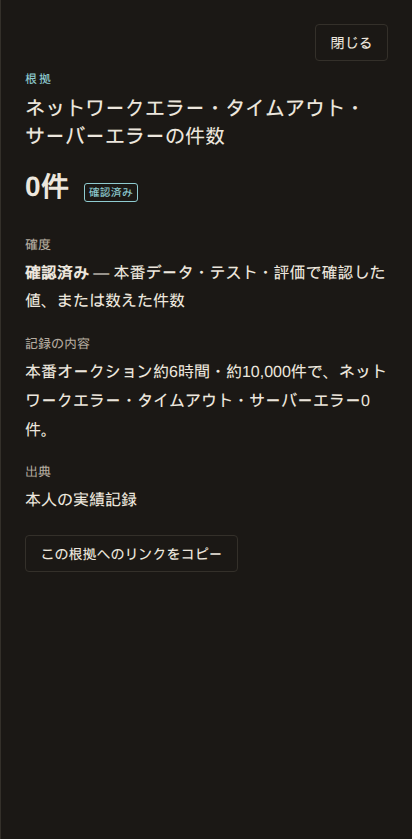 閉じる
根拠
ネットワークエラー・タイムアウト・
サーバーエラーの件数
0件 確認済み
確度
確認済み — 本番データ・テスト・評価で確認した
値、または数えた件数
記録の内容
本番オークション約6時間・約10,000件で、ネット
ワークエラー・タイムアウト・サーバーエラー0
件。
出典
本人の実績記録
この根拠へのリンクをコピー